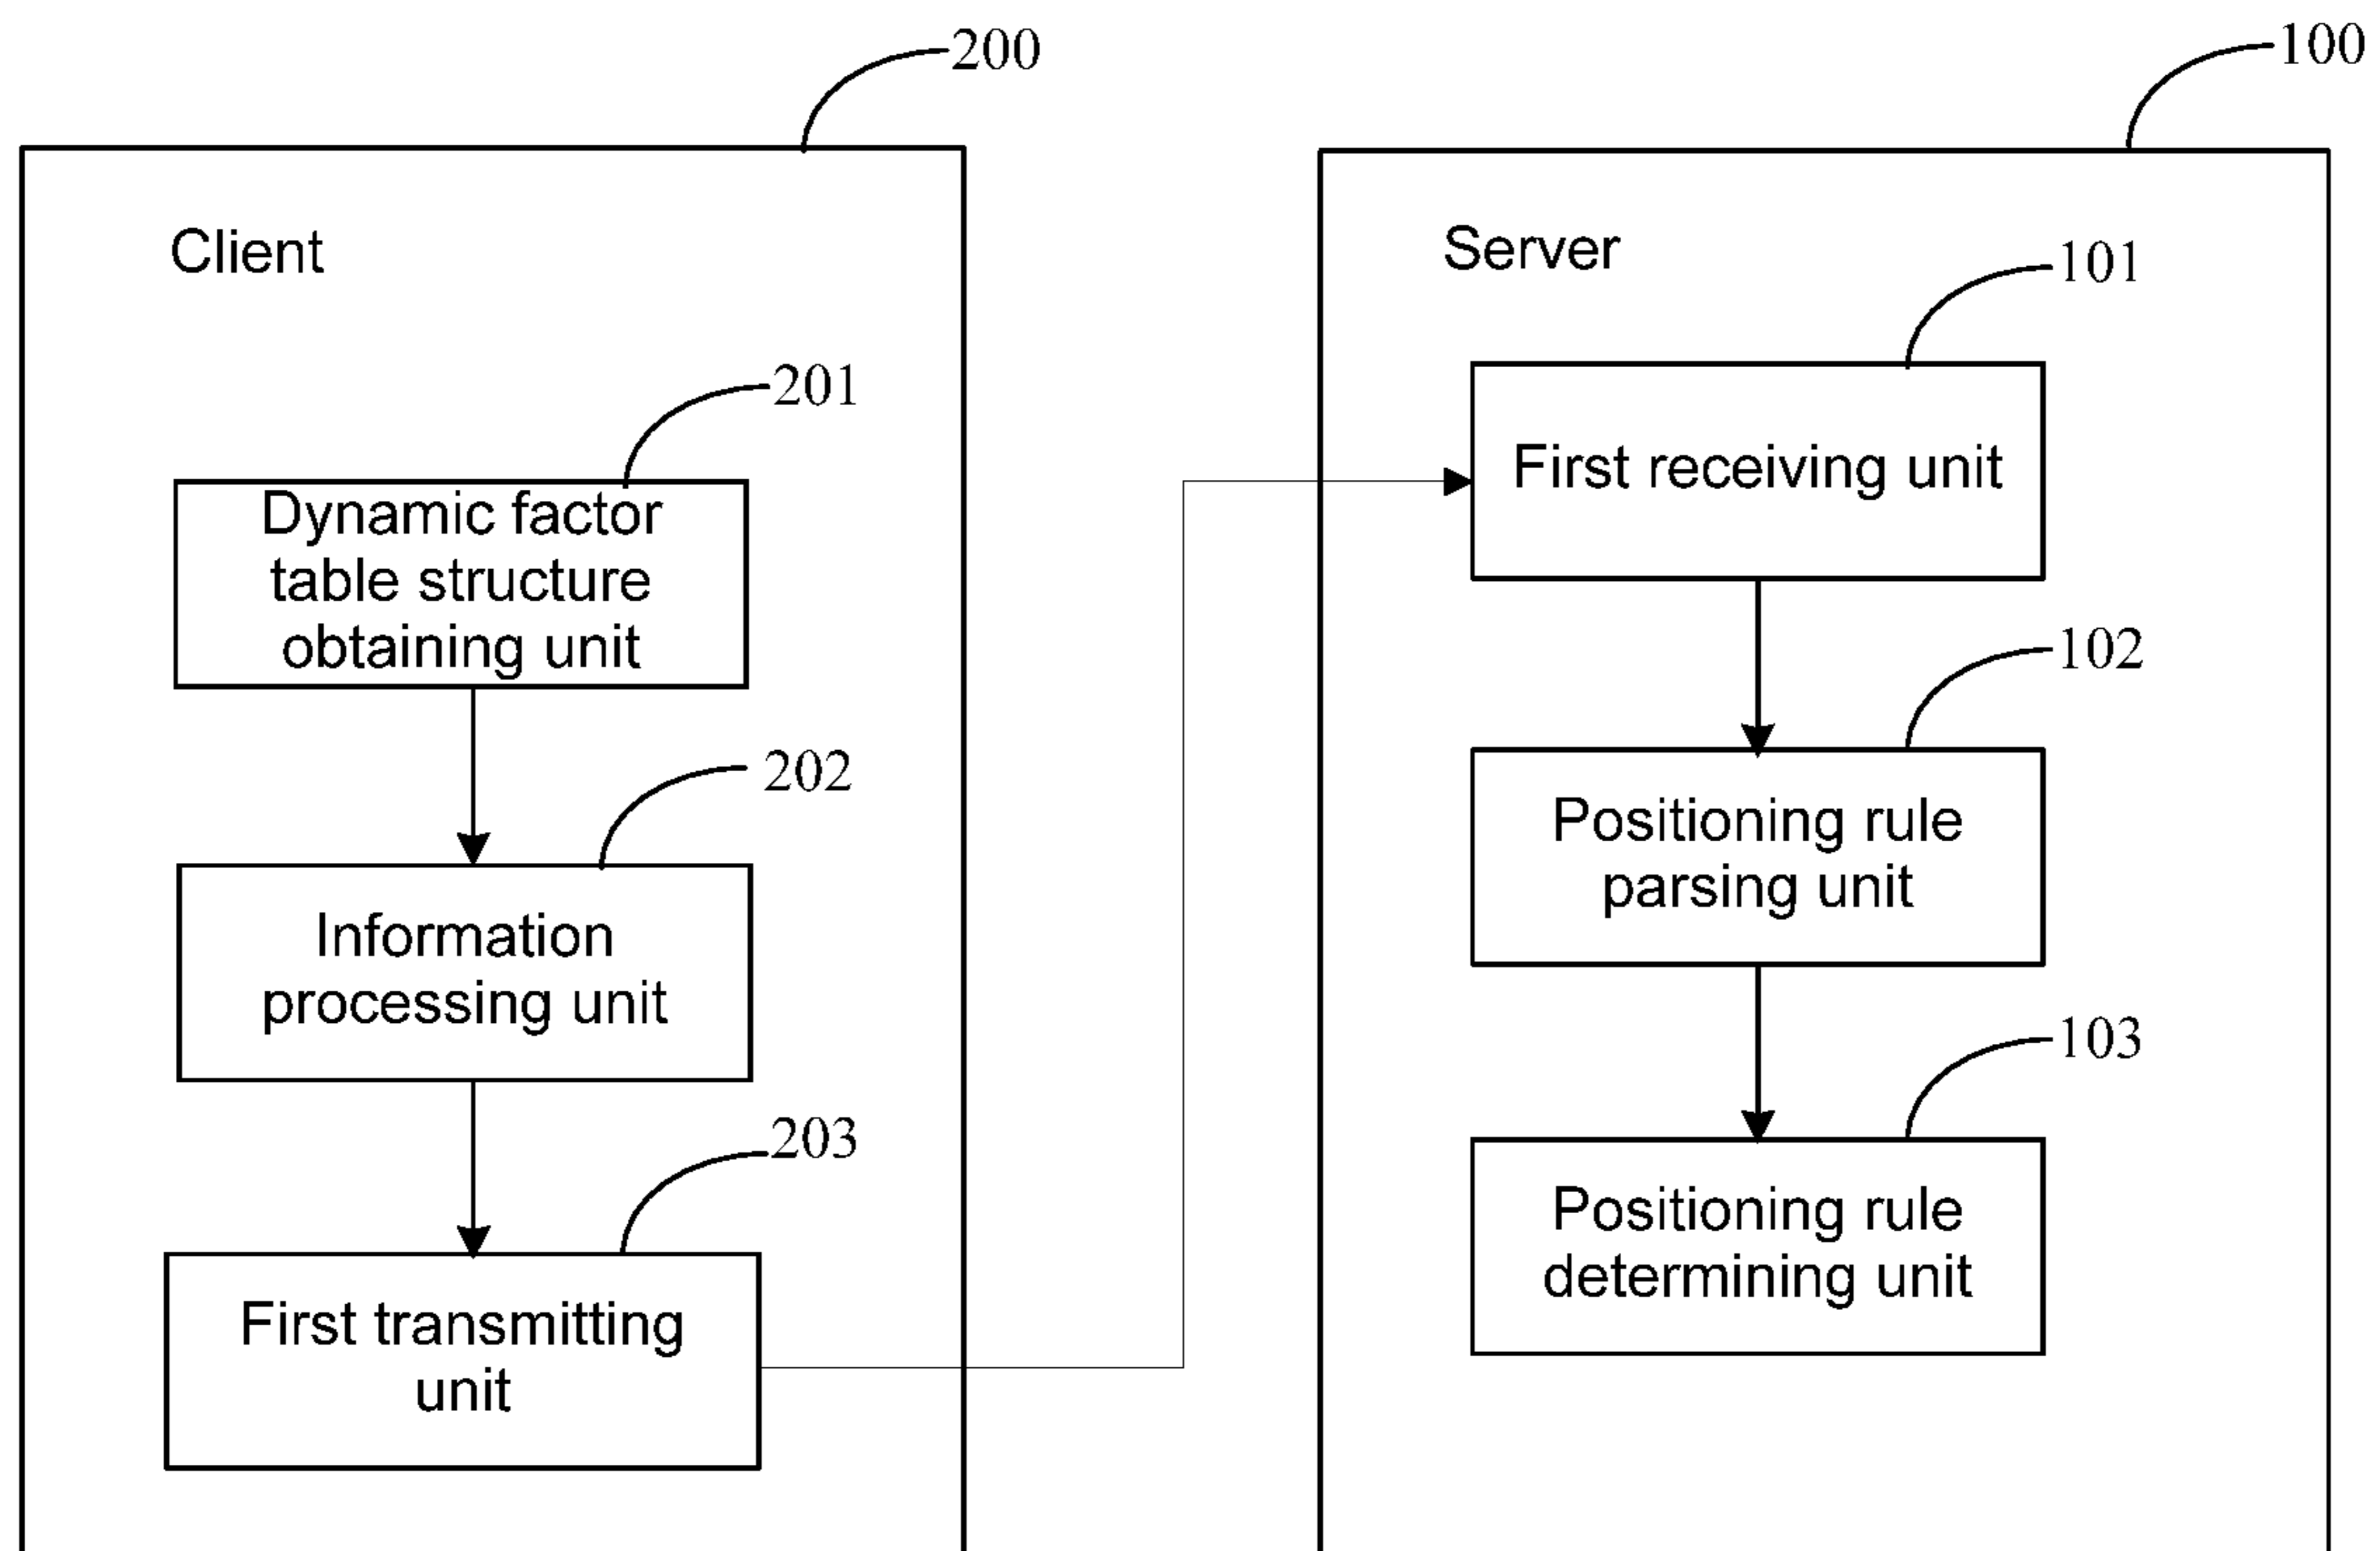 200
100
Client
Server
101
201
Dynamic factor
table structure
obtaining unit
First receiving unit
102
202
Information
processing unit
Positioning rule
parsing unit
103
203
First transmitting
unit
Positioning rule
determining unit